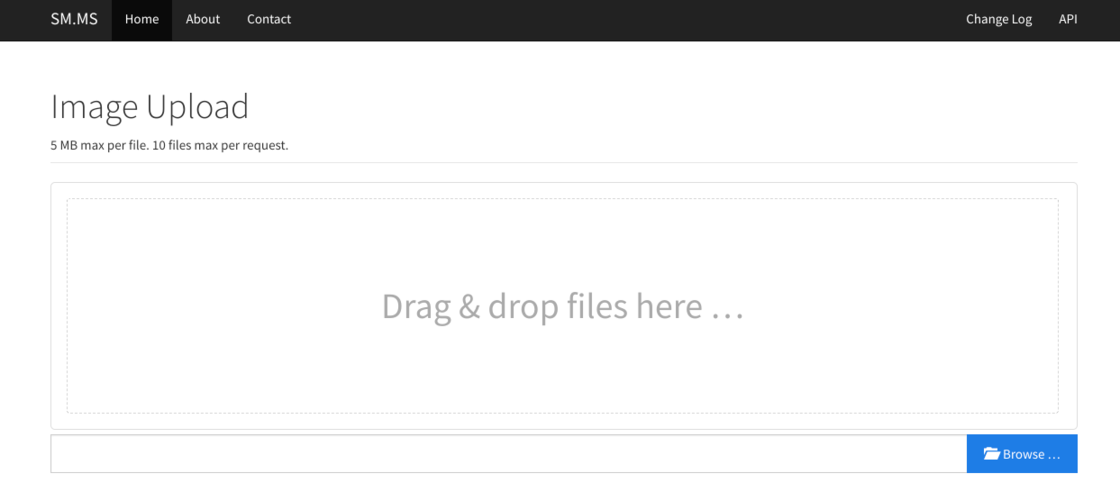 SM.MS Home About Contact Change Log API
Image Upload
5 MB max per file. 10 files max per request.
Drag & drop files here …
Browse …